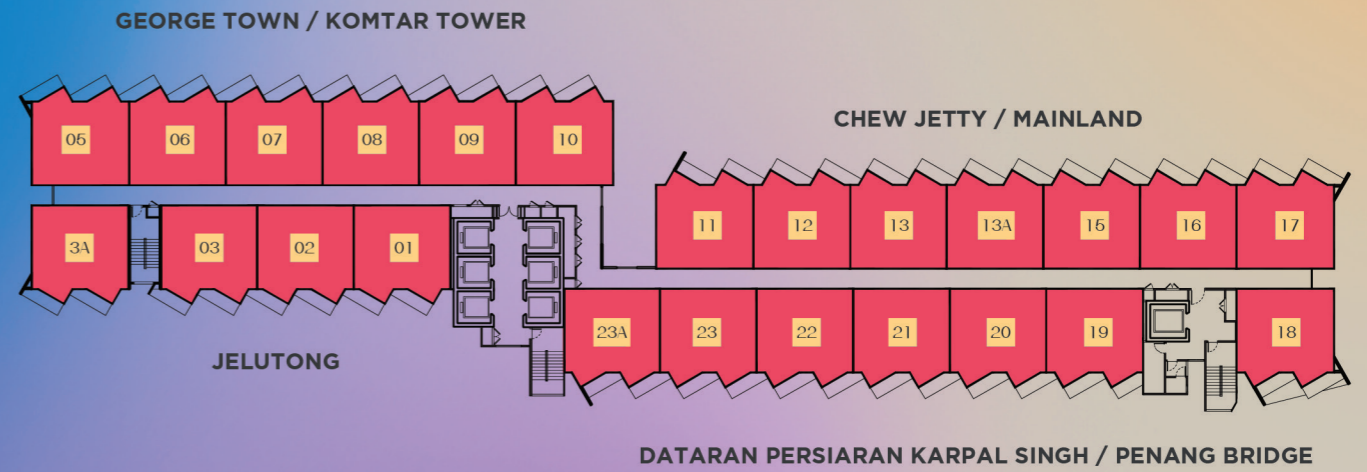 GEORGE TOWN / KOMTAR TOWER
CHEW JETTY / MAINLAND
05 06 07 08 09 10
11 12 13 13A 15 16 17
3A 03 02 01
23A 23 22 21 20 19 18
JELUTONG
DATARAN PERSIARAN KARPAL SINGH / PENANG BRIDGE